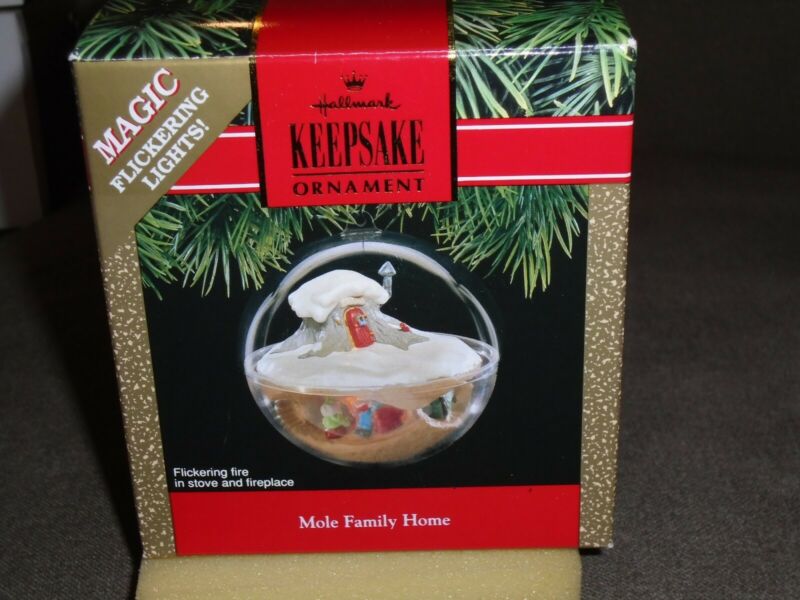 MAGIC
FLICKERING
LIGHTS!
Hallmark
KEEPSAKE
ORNAMENT
Flickering fire
in stove and fireplace
Mole Family Home